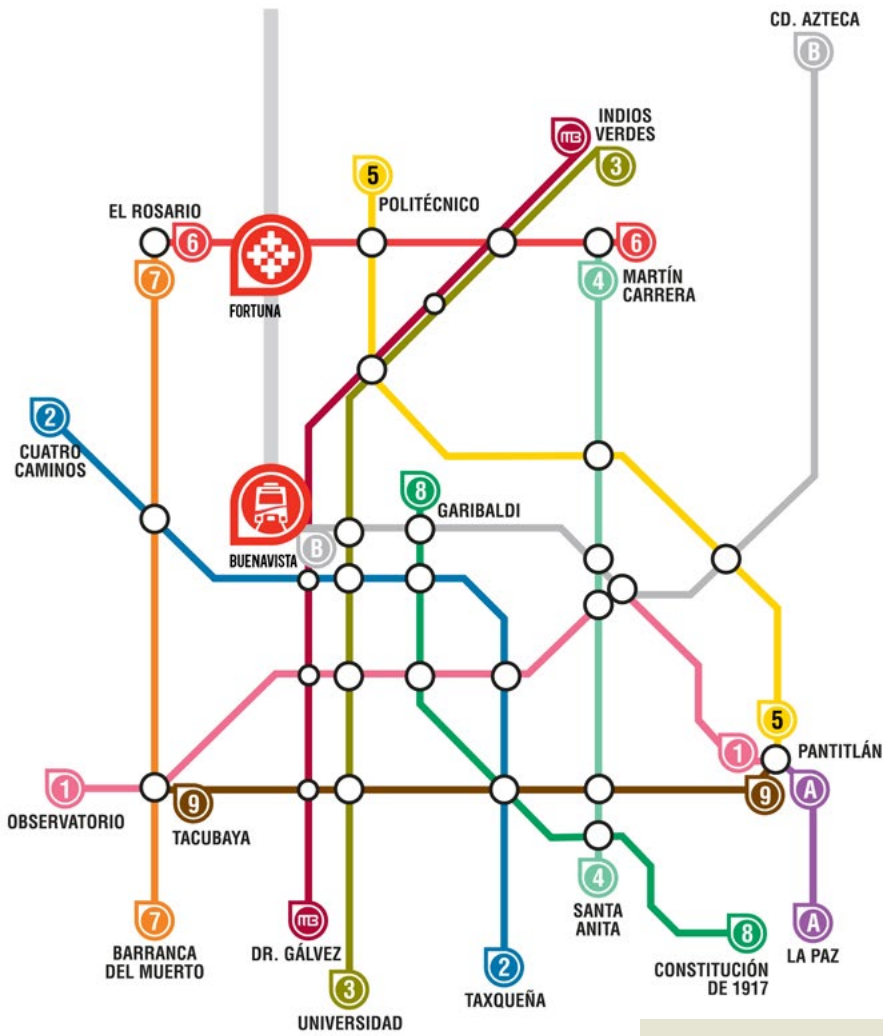 CD. AZTECA
B
INDIOS
VERDES
MB
3
5
POLITÉCNICO
EL ROSARIO
6
6
7
4
MARTÍN
CARRERA
FORTUNA
2
CUATRO
CAMINOS
8
GARIBALDI
BUENAVISTA
B
5
PANTITLÁN
1
1
9
9
A
OBSERVATORIO
TACUBAYA
7
MB
4
SANTA
ANITA
8
A
BARRANCA
DEL MUERTO
DR. GÁLVEZ
2
TAXQUEÑA
CONSTITUCIÓN
DE 1917
LA PAZ
3
UNIVERSIDAD